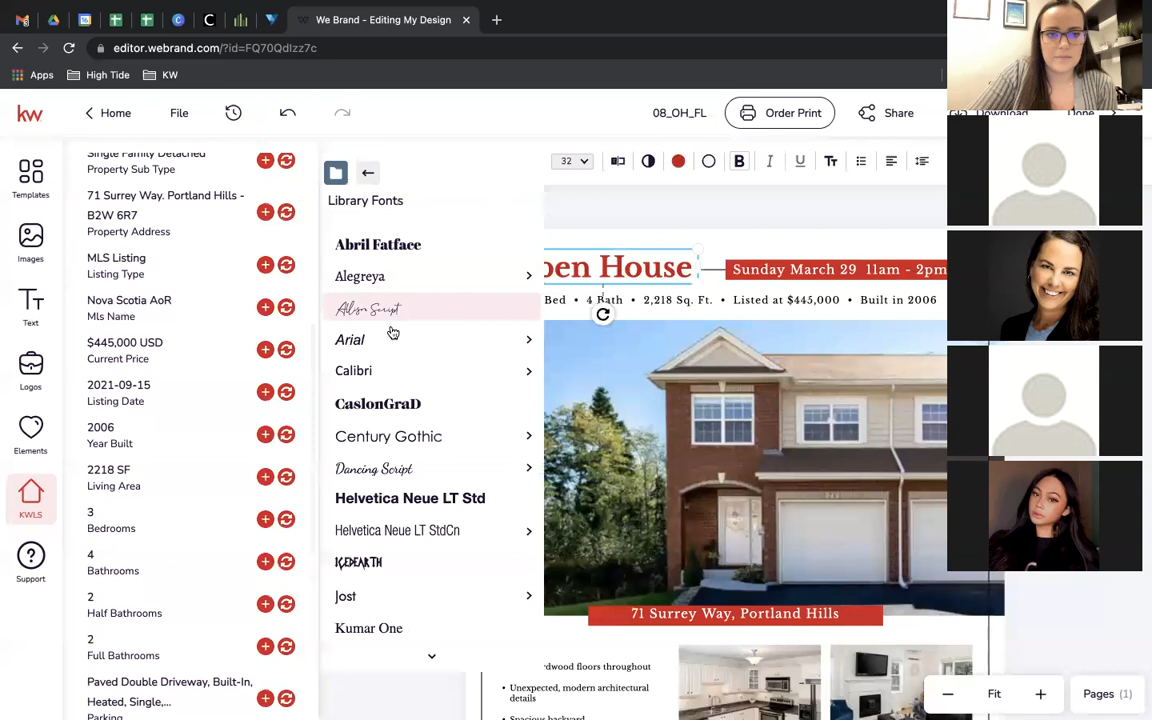 We Brand - Editing My Design
editor.webrand.com/?id=FQ70QdIzz7c
Apps
High Tide
KW
kw
Home
File
08_OH_FL
Order Print
Share
Download
Done
Templates
Images
Text
Logos
Elements
KWLS
Support
Single Family Detached
Property Sub Type
71 Surrey Way. Portland Hills -
B2W 6R7
Property Address
MLS Listing
Listing Type
Nova Scotia AoR
Mls Name
$445,000 USD
Current Price
2021-09-15
Listing Date
2006
Year Built
2218 SF
Living Area
3
Bedrooms
4
Bathrooms
2
Half Bathrooms
2
Full Bathrooms
Paved Double Driveway, Built-In,
Heated, Single,...
Parking
Library Fonts
Abril Fatface
Alegreya
Allison Script
Arial
Calibri
CaslonGraD
Century Gothic
Dancing Script
Helvetica Neue LT Std
Helvetica Neue LT StdCn
ICEDEARTH
Jost
Kumar One
32
B
I
U
TT
pen House
Sunday March 29 11am - 2pm
Bed • 4 Bath • 2,218 Sq. Ft. • Listed at $445,000 • Built in 2006
71 Surrey Way, Portland Hills
rdwood floors throughout
• Unexpected, modern architectural
details
• Spacious backyard
Fit
Pages (1)